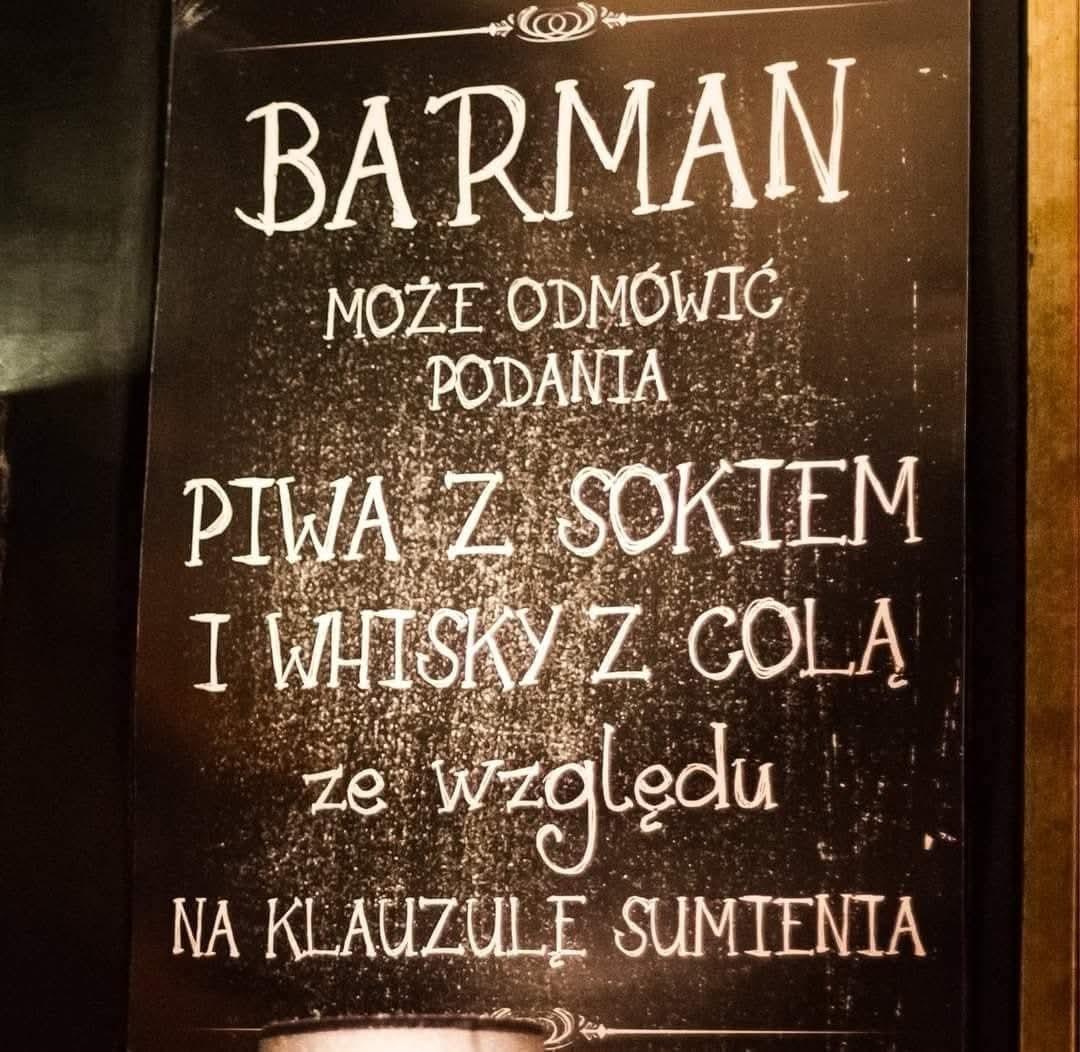 BARMAN
MOŻE ODMÓWIĆ
PODANIA
PIWA Z SOKIEM
I WHISKY Z COLĄ
ze względu
NA KLAUZULĘ SUMIENIA